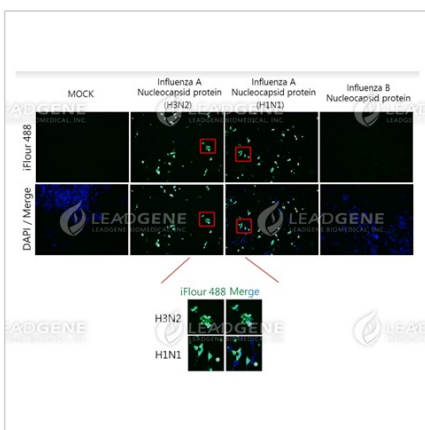 MOCK
Influenza A
Nucleocapsid protein
(H3N2)
Influenza A
Nucleocapsid protein
(H1N1)
Influenza B
Nucleocapsid protein
iFlour 488
DAPI / Merge
LEADGENE
LEADGENE BIOMEDICAL, INC.
iFlour 488 Merge
H3N2
H1N1